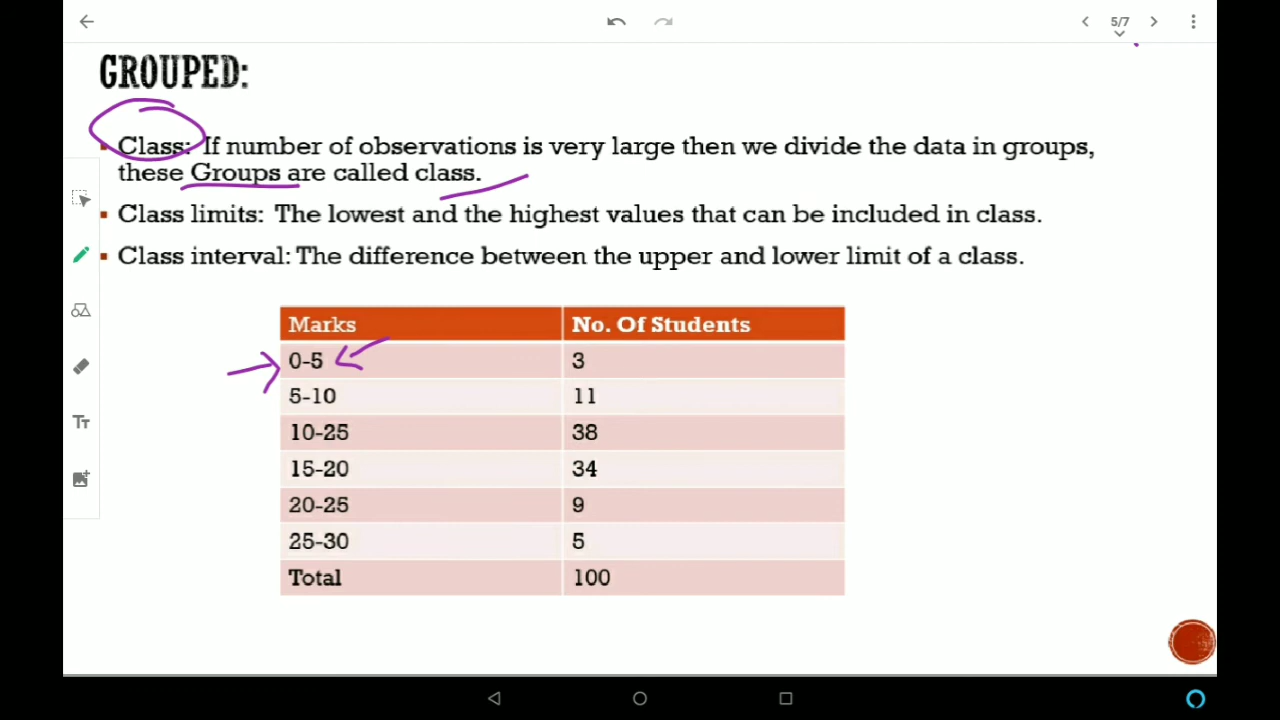 5/7
GROUPED:
Class: If number of observations is very large then we divide the data in groups,
these Groups are called class.
Class limits: The lowest and the highest values that can be included in class.
Class interval: The difference between the upper and lower limit of a class.
Tт
Marks No. Of Students
0-5 3
5-10 11
10-25 38
15-20 34
20-25 9
25-30 5
Total 100